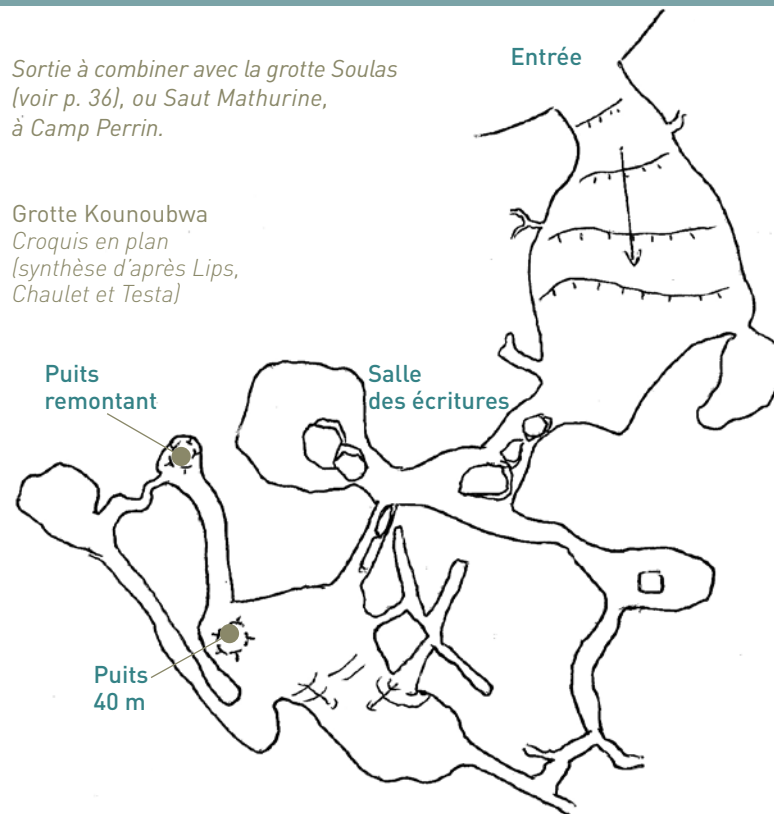 Sortie à combiner avec la grotte Soulas
(voir p. 36), ou Saut Mathurine,
à Camp Perrin.
Entrée
Grotte Kounoubwa
Croquis en plan
(synthèse d'après Lips,
Chaulet et Testa)
Puits
remontant
Salle
des écritures
Puits
40 m